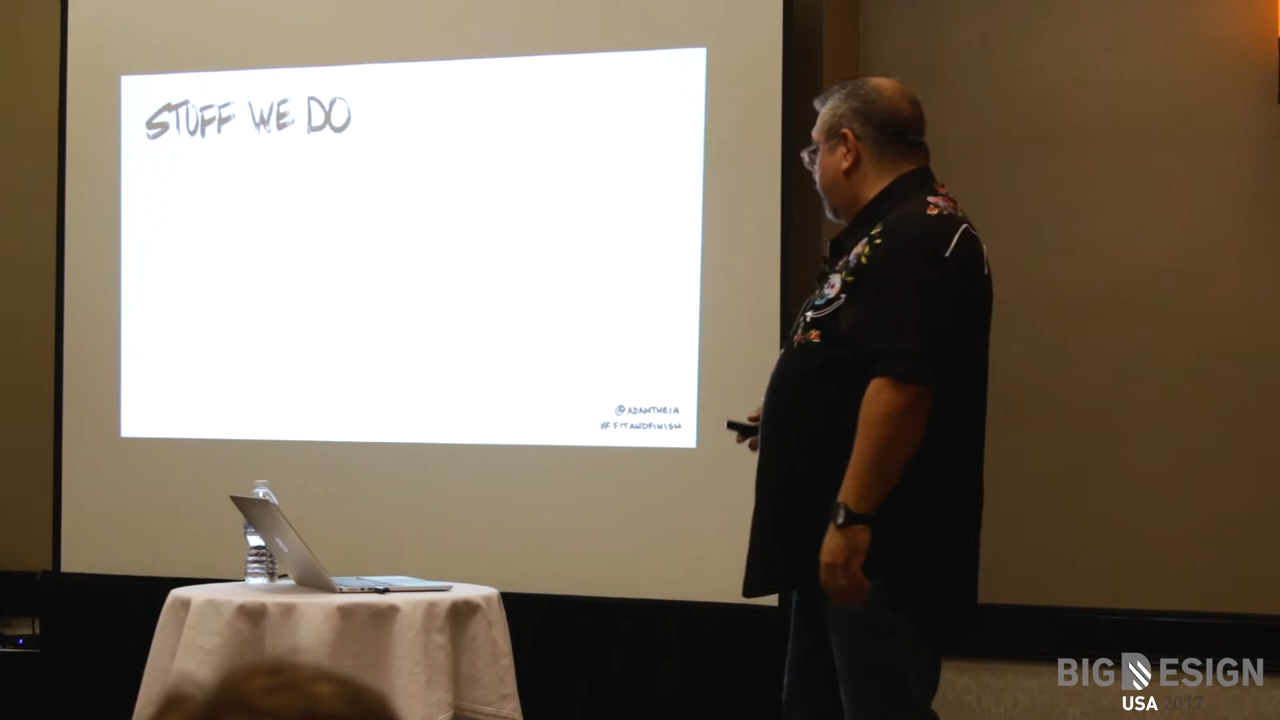 STUFF WE DO
@ADAMTHEIA
#FITANDFINISH
BIG DESIGN
USA 2017